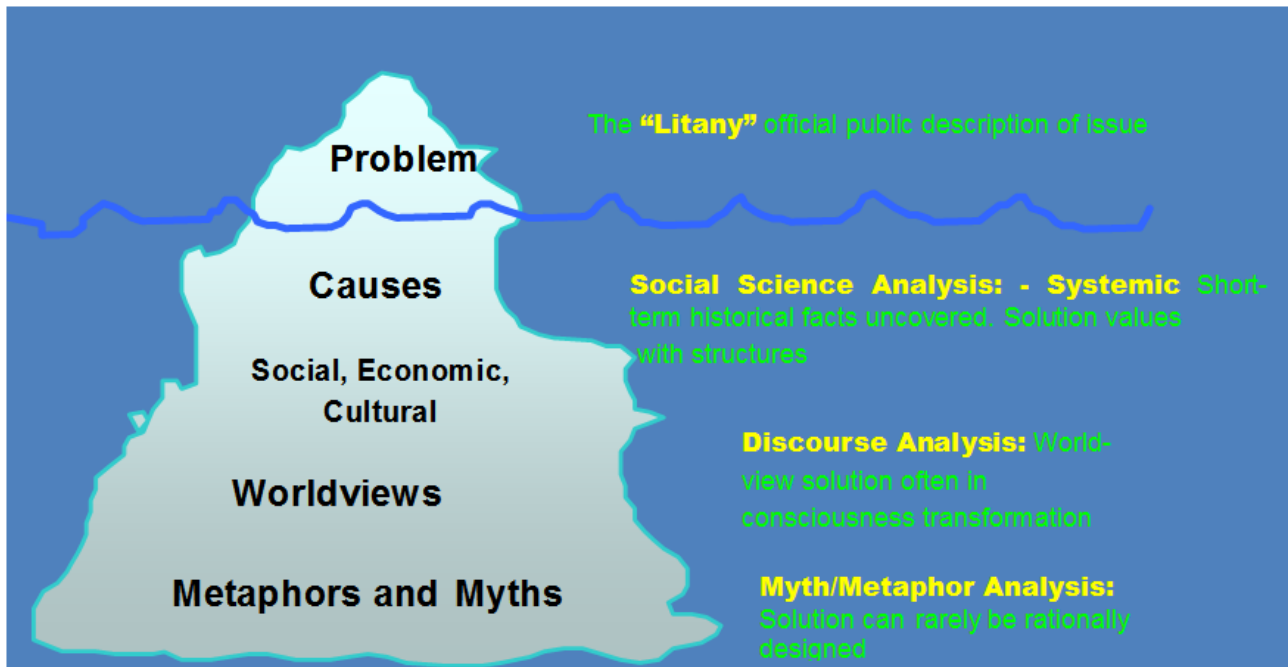 The “Litany” official public description of issue
Problem
Causes
Social, Economic,
Cultural
Social Science Analysis: - Systemic Short-
term historical facts uncovered. Solution values
with structures
Worldviews
Discourse Analysis: World-
view solution often in
consciousness transformation
Metaphors and Myths
Myth/Metaphor Analysis:
Solution can rarely be rationally
designed